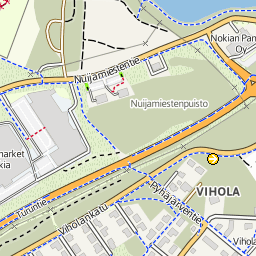 Nuijamiestentie
Nokian Pan
Oy
Nuijamiestenpuisto
market
kia
Pyhäjärventie
VIHOLA
Turuntie
Viholankatu
Vihola